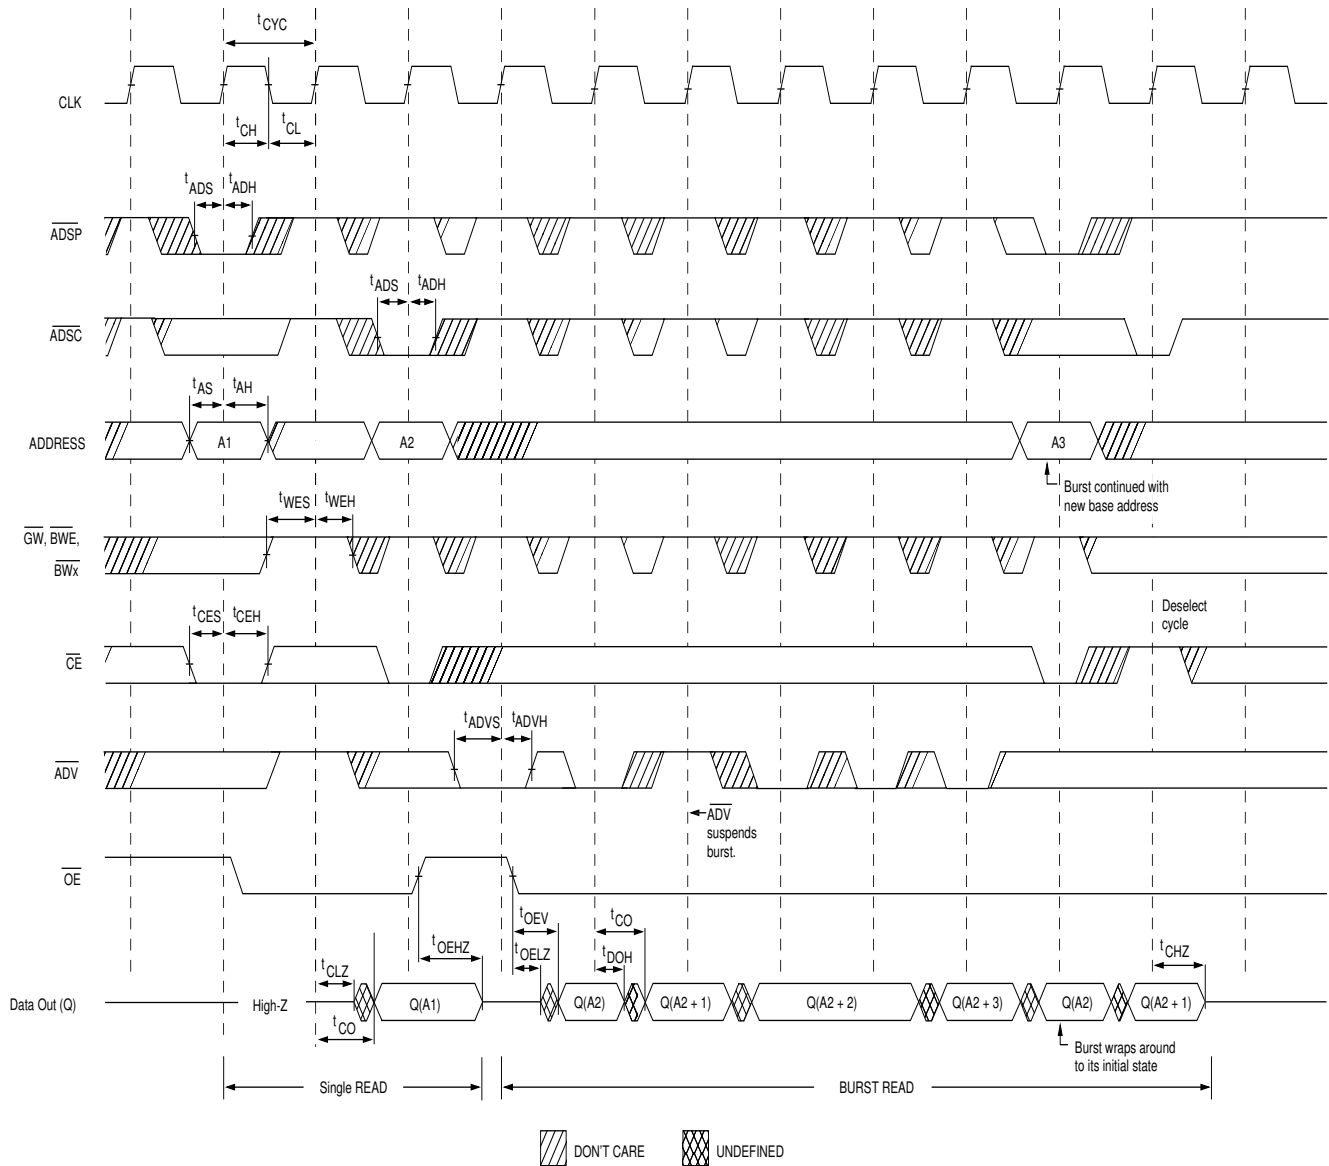 tCYC
CLK
tCH
tCL
tADS
tADH
ADSP
tADS
tADH
ADSC
tAS
tAH
ADDRESS
A1
A2
A3
Burst continued with
new base address
tWES
tWEH
GW, BWE,
BWx
tCES
tCEH
Deselect
cycle
CE
tADVS
tADVH
ADV
ADV
suspends
burst.
OE
tOEV
tCO
tOEHZ
tOELZ
tDOH
tCHZ
tCLZ
Data Out (Q)
High-Z
Q(A1)
Q(A2)
Q(A2 + 1)
Q(A2 + 2)
Q(A2 + 3)
Q(A2)
Q(A2 + 1)
tCO
Burst wraps around
to its initial state
Single READ
BURST READ
DON'T CARE
UNDEFINED